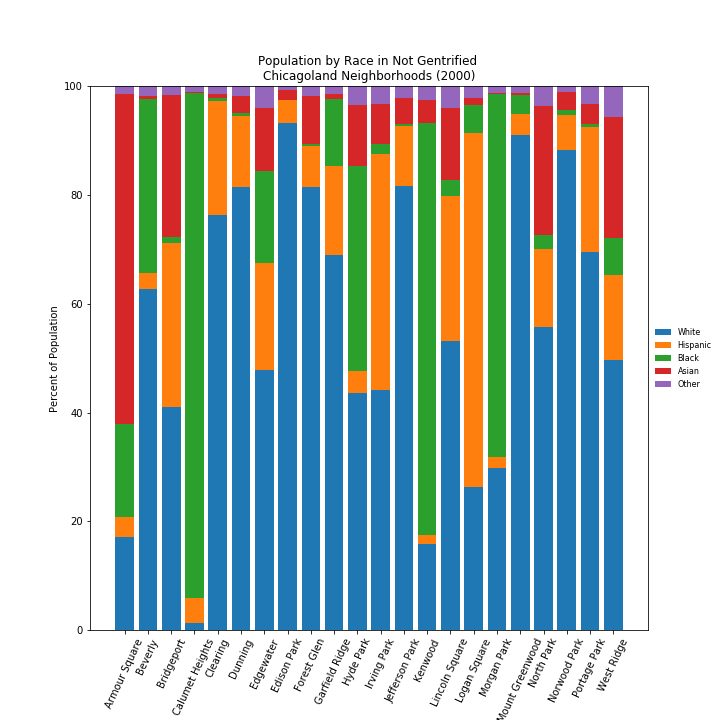 Population by Race in Not Gentrified
Chicagoland Neighborhoods (2000)
100
80
60
40
20
0
Percent of Population
White
Hispanic
Black
Asian
Other
Armour Square
Beverly
Bridgeport
Calumet Heights
Clearing
Dunning
Edgewater
Edison Park
Forest Glen
Garfield Ridge
Hyde Park
Irving Park
Jefferson Park
Kenwood
Lincoln Square
Logan Square
Morgan Park
Mount Greenwood
North Park
Norwood Park
Portage Park
West Ridge